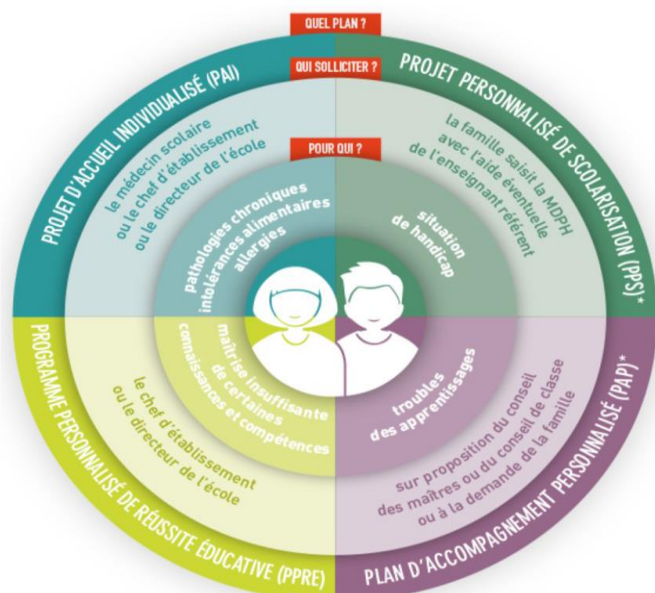 QUEL PLAN ?
QUI SOLLICITER ?
POUR QUI ?
PROJET D'ACCUEIL INDIVIDUALISÉ (PAI)
le médecin scolaire
ou le chef d'établissement
ou le directeur de l'école
pathologies chroniques
intolérances alimentaires
allergies
PROJET PERSONNALISÉ DE SCOLARISATION (PPS)*
la famille saisit la MDPH
avec l'aide éventuelle
de l'enseignant référent
situation
de handicap
PROGRAMME PERSONNALISÉ DE RÉUSSITE ÉDUCATIVE (PPRE)
le chef d'établissement
ou le directeur de l'école
maîtrise insuffisante
de certaines
connaissances et compétences
PLAN D'ACCOMPAGNEMENT PERSONNALISÉ (PAP)*
sur proposition du conseil
des maîtres ou du conseil de classe
ou à la demande de la famille
troubles
des apprentissages